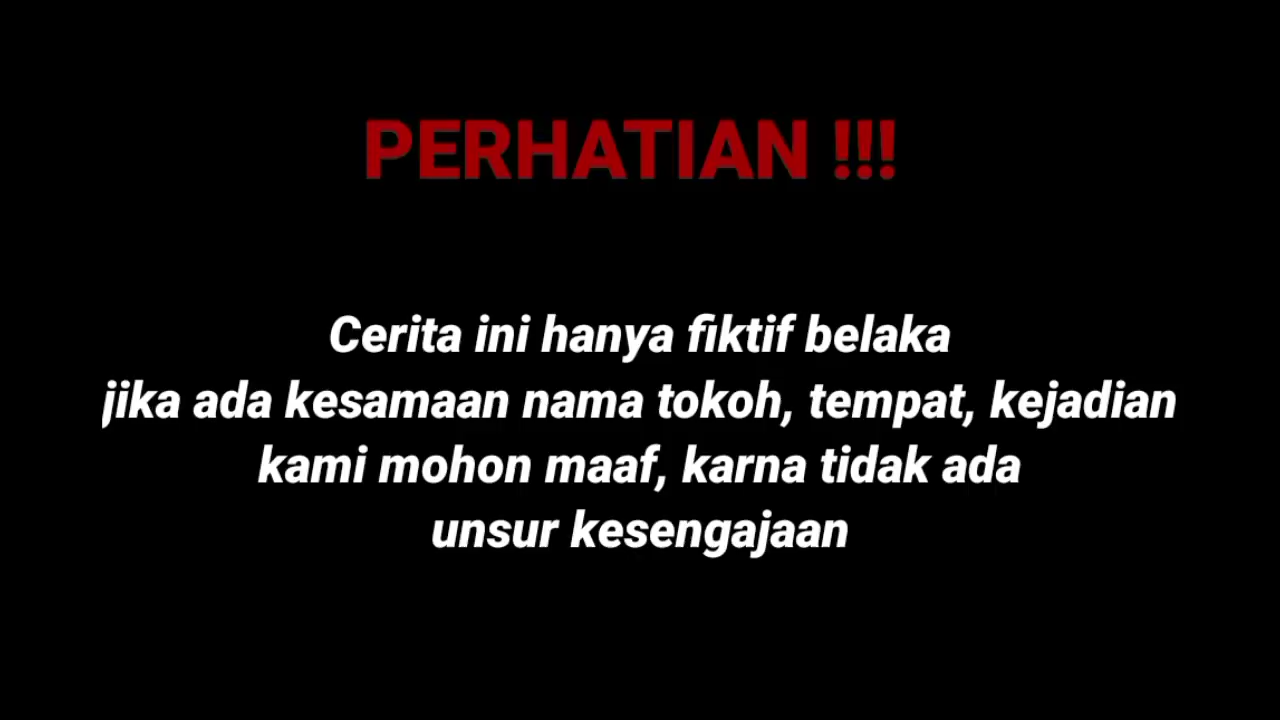 PERHATIAN !!!
Cerita ini hanya fiktif belaka
jika ada kesamaan nama tokoh, tempat, kejadian
kami mohon maaf, karna tidak ada
unsur kesengajaan